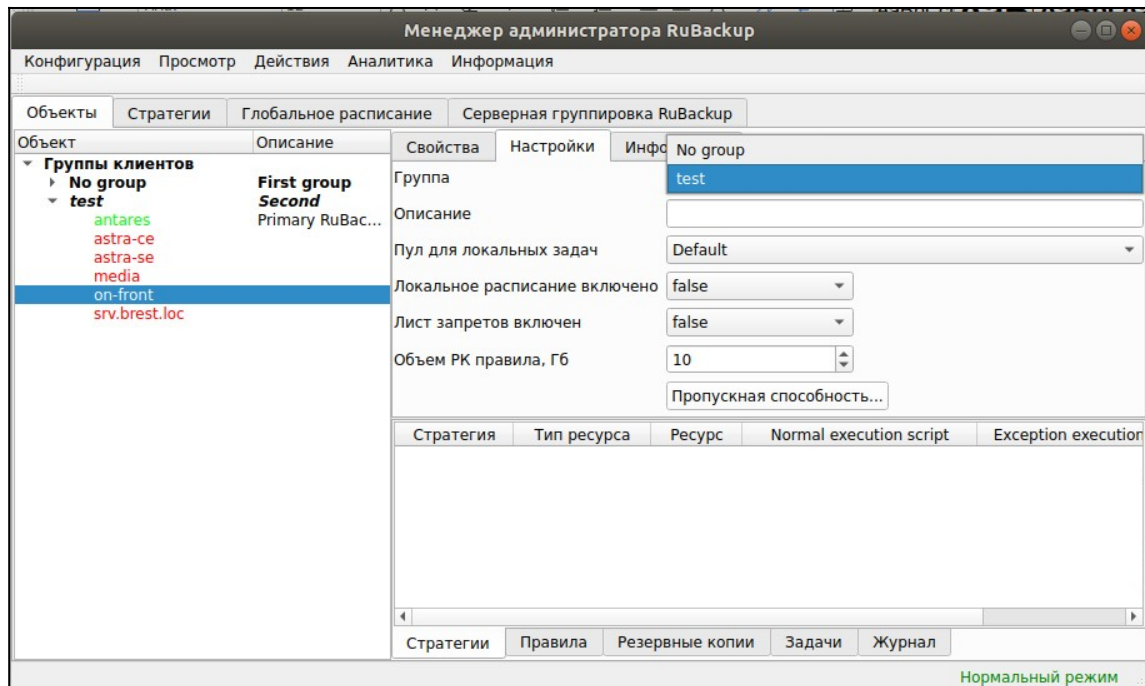 Менеджер администратора RuBackup
Конфигурация Просмотр Действия Аналитика Информация
Объекты Стратегии Глобальное расписание Серверная группировка RuBackup
Объект Описание
Группы клиентов
No group First group
test Second
antares Primary RuBac...
astra-ce
astra-se
media
on-front
srv.brest.loc
Свойства Настройки Инфо
No group
test
Группа
Описание
Пул для локальных задач Default
Локальное расписание включено false
Лист запретов включен false
Объем РК правила, Гб 10
Пропускная способность...
Стратегия Тип ресурса Ресурс Normal execution script Exception execution
Стратегии Правила Резервные копии Задачи Журнал
Нормальный режим